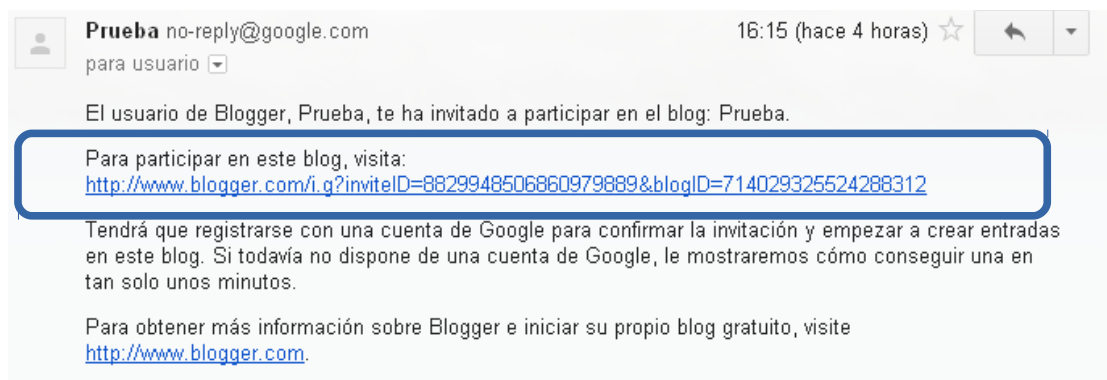 Prueba no-reply@google.com 16:15 (hace 4 horas)
para usuario
El usuario de Blogger, Prueba, te ha invitado a participar en el blog: Prueba.
Para participar en este blog, visita:
http://www.blogger.com/i.g?inviteID=8829948506860979889&blogID=714029325524288312
Tendrá que registrarse con una cuenta de Google para confirmar la invitación y empezar a crear entradas
en este blog. Si todavía no dispone de una cuenta de Google, le mostraremos cómo conseguir una en
tan solo unos minutos.
Para obtener más información sobre Blogger e iniciar su propio blog gratuito, visite
http://www.blogger.com.